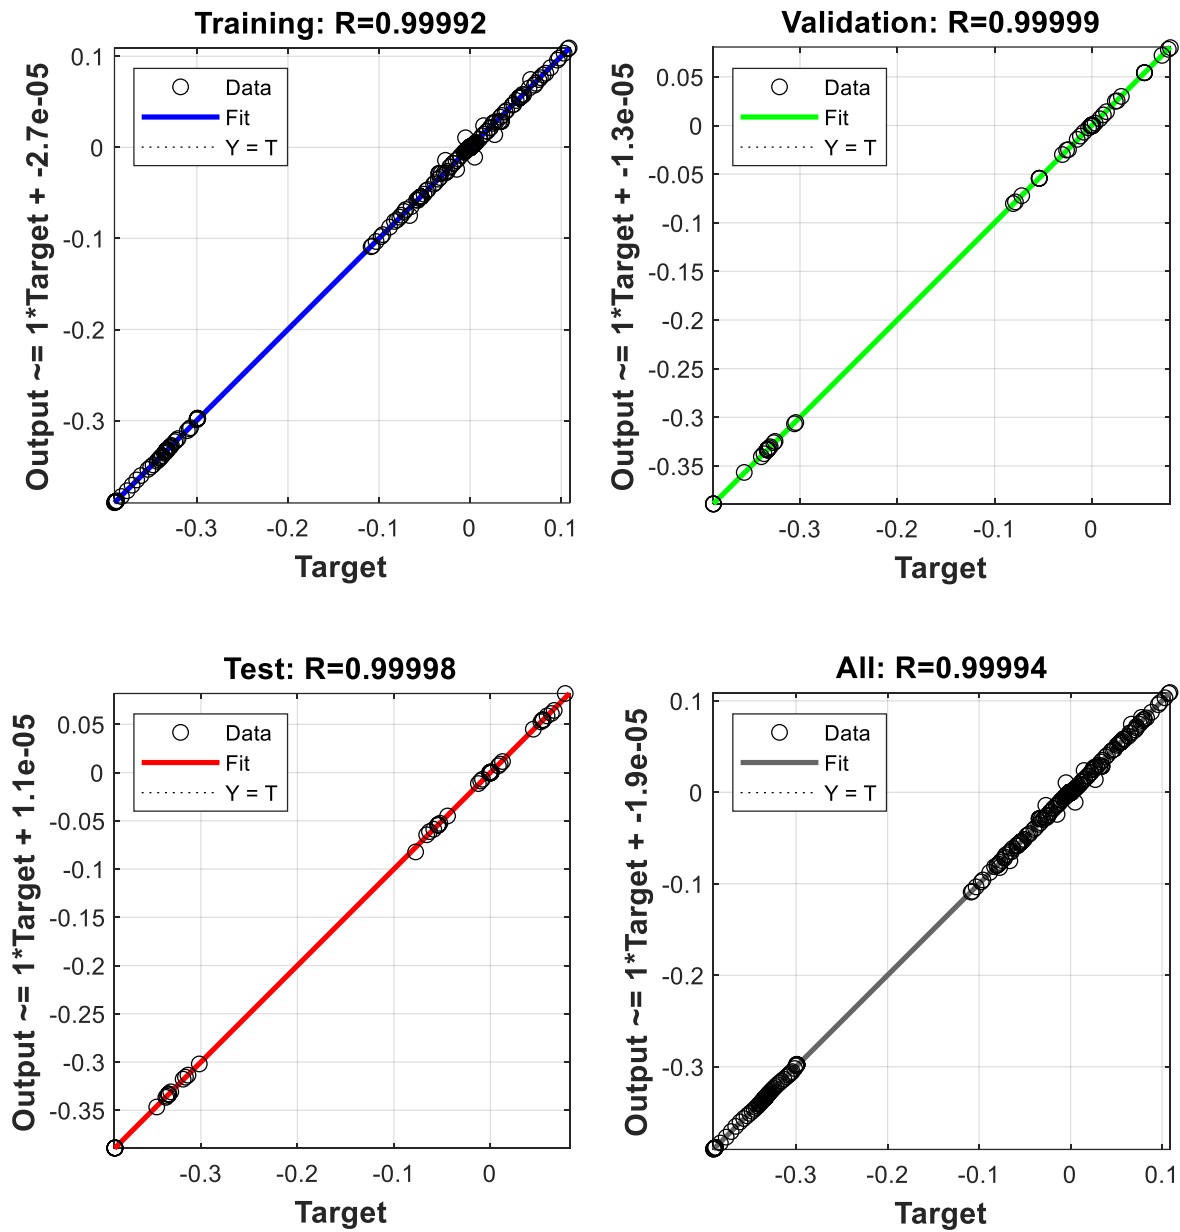 Training: R=0.99992
Output ~= 1*Target + -2.7e-05
0.1
0
-0.1
-0.2
-0.3
Data
Fit
Y = T
-0.3
-0.2
-0.1
0
0.1
Target
Validation: R=0.99999
Output ~= 1*Target + -1.3e-05
0.05
0
-0.05
-0.1
-0.15
-0.2
-0.25
-0.3
-0.35
Data
Fit
Y = T
-0.3
-0.2
-0.1
0
Target
Test: R=0.99998
Output ~= 1*Target + 1.1e-05
0.05
0
-0.05
-0.1
-0.15
-0.2
-0.25
-0.3
-0.35
Data
Fit
Y = T
-0.3
-0.2
-0.1
0
Target
All: R=0.99994
Output ~= 1*Target + -1.9e-05
0.1
0
-0.1
-0.2
-0.3
Data
Fit
Y = T
-0.3
-0.2
-0.1
0
0.1
Target